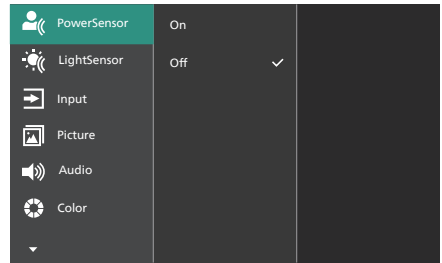 PowerSensor
On
LightSensor
Off
Input
Picture
Audio
Color